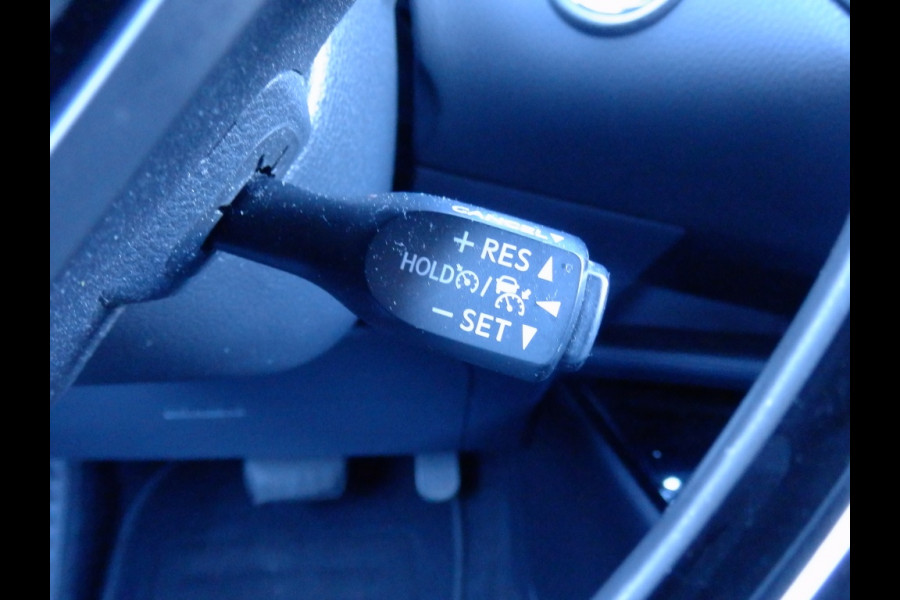 CANCEL
+ RES
HOLD /
- SET